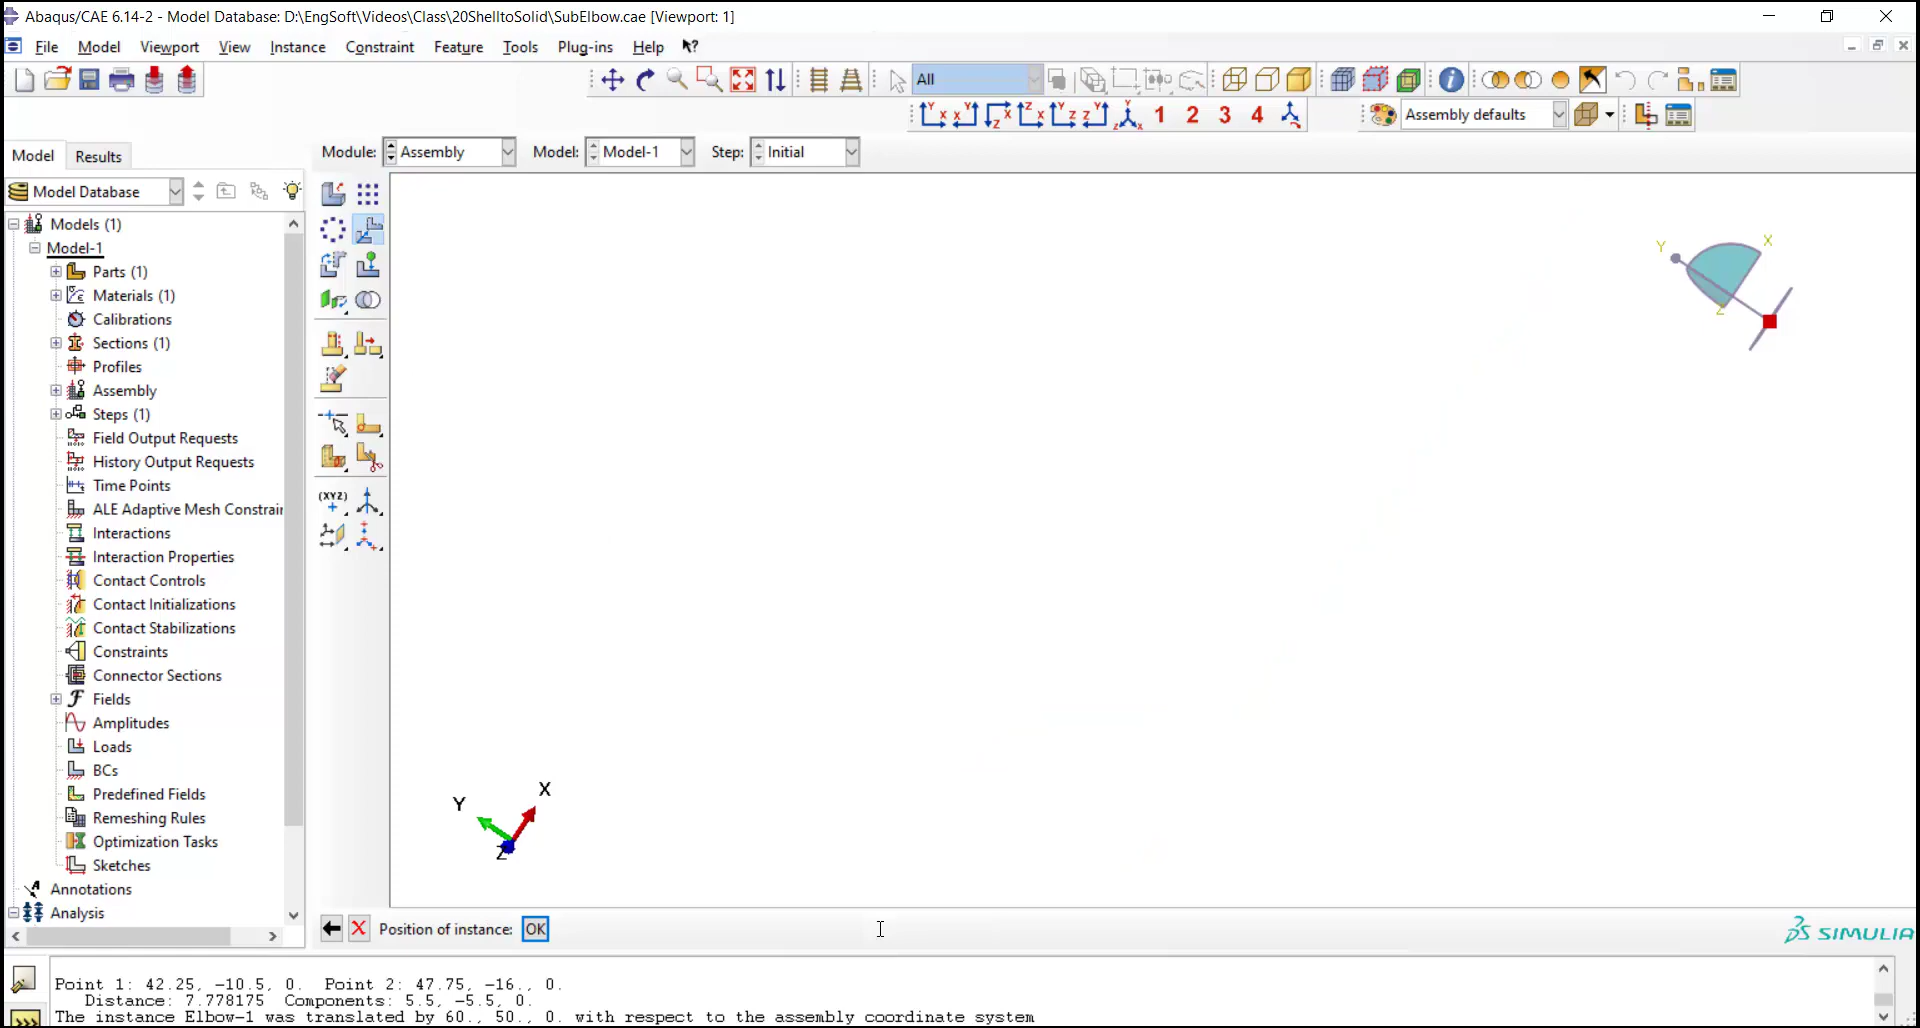 Abaqus/CAE 6.14-2 - Model Database: D:\EngSoft\Videos\Class\20ShelltoSolid\SubElbow.cae [Viewport: 1]
File Model Viewport View Instance Constraint Feature Tools Plug-ins Help
All
1 2 3 4
Assembly defaults
Model Results
Module: Assembly Model: Model-1 Step: Initial
Model Database
Models (1)
Model-1
Parts (1)
Materials (1)
Calibrations
Sections (1)
Profiles
Assembly
Steps (1)
Field Output Requests
History Output Requests
Time Points
ALE Adaptive Mesh Constrai
Interactions
Interaction Properties
Contact Controls
Contact Initializations
Contact Stabilizations
Constraints
Connector Sections
Fields
Amplitudes
Loads
BCs
Predefined Fields
Remeshing Rules
Optimization Tasks
Sketches
Annotations
Analysis
(XYZ)
Y X Z
Y X Z
Position of instance: OK
SIMULIA
Point 1: 42.25, -10.5, 0. Point 2: 47.75, -16., 0.
Distance: 7.778175 Components: 5.5, -5.5, 0.
The instance Elbow-1 was translated by 60., 50., 0. with respect to the assembly coordinate system